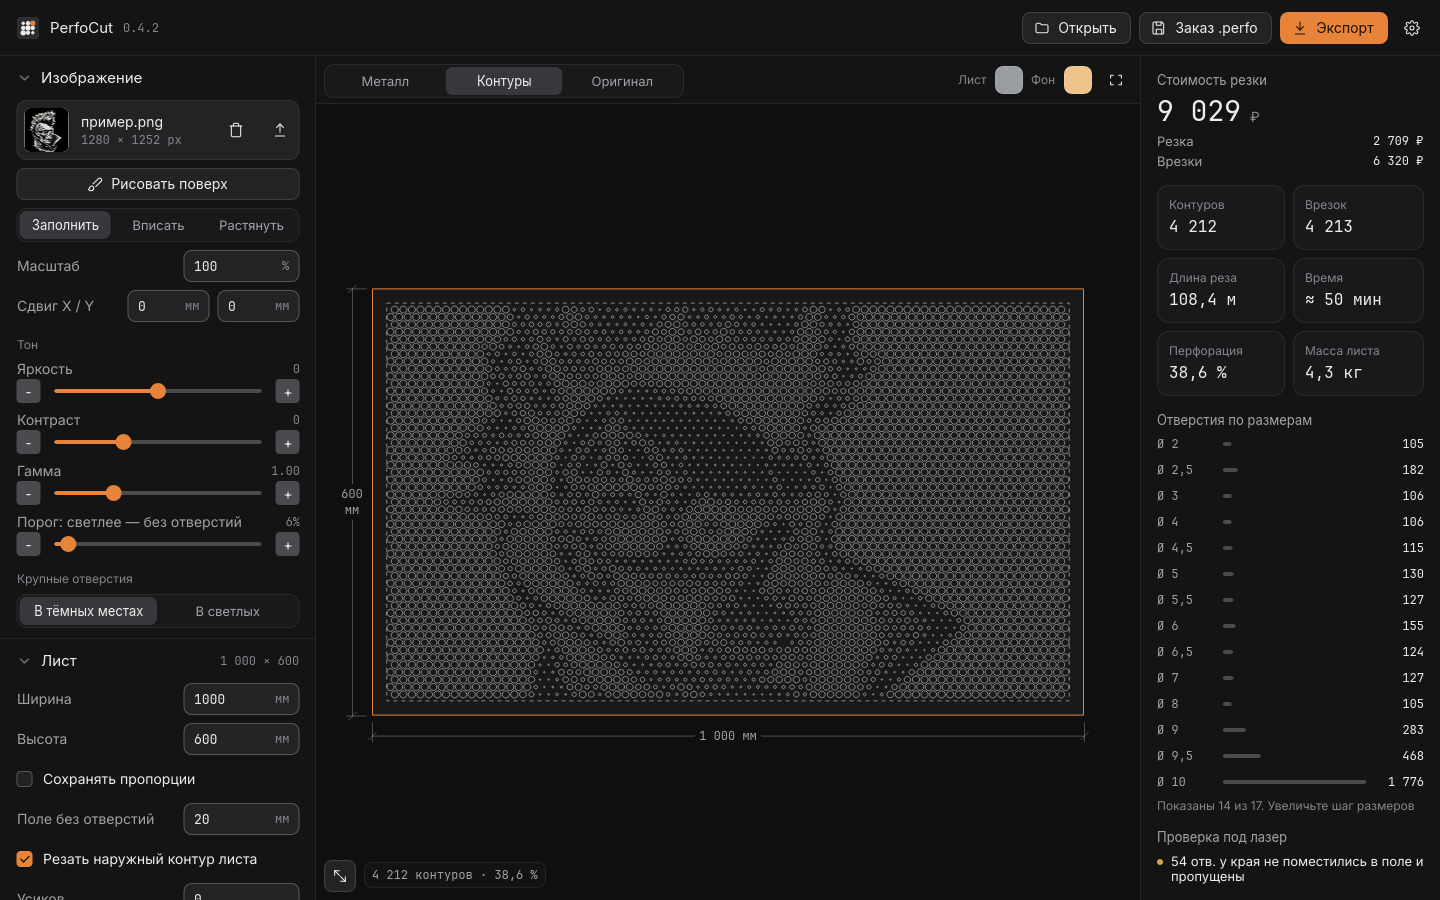 PerfoCut 0.4.2
Открыть
Заказ .perfo
Экспорт
Изображение
пример.png
1280 × 1252 px
Рисовать поверх
Заполнить Вписать Растянуть
Масштаб 100 %
Сдвиг X / Y 0 мм 0 мм
Тон
Яркость 0
- +
Контраст 0
- +
Гамма 1.00
- +
Порог: светлее — без отверстий 6%
- +
Крупные отверстия
В тёмных местах В светлых
Лист 1 000 × 600
Ширина 1000 мм
Высота 600 мм
Сохранять пропорции
Поле без отверстий 20 мм
Резать наружный контур листа
Усиков 0
Металл Контуры Оригинал
Лист Фон
600
мм
1 000 мм
4 212 контуров · 38,6 %
Стоимость резки
9 029 ₽
Резка 2 709 ₽
Врезки 6 320 ₽
Контуров
4 212
Врезок
4 213
Длина реза
108,4 м
Время
≈ 50 мин
Перфорация
38,6 %
Масса листа
4,3 кг
Отверстия по размерам
Ø 2 105
Ø 2,5 182
Ø 3 106
Ø 4 106
Ø 4,5 115
Ø 5 130
Ø 5,5 127
Ø 6 155
Ø 6,5 124
Ø 7 127
Ø 8 105
Ø 9 283
Ø 9,5 468
Ø 10 1 776
Показаны 14 из 17. Увеличьте шаг размеров
Проверка под лазер
54 отв. у края не поместились в поле и
пропущены